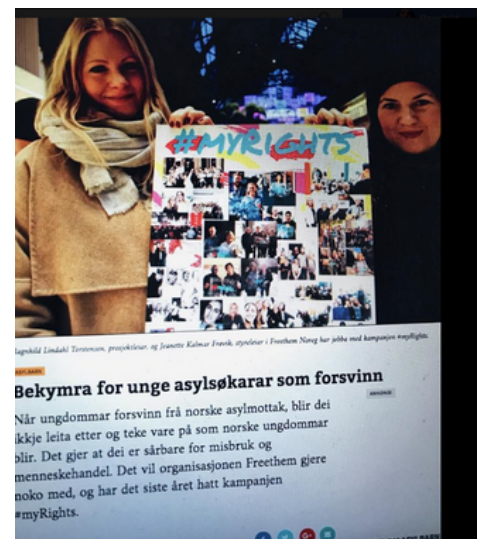 #MYRIGHTS
Lindahl Torstensen, prosjektleiar, og Jeanette Kalmar Frøvik, styreleiar i Freethem Noreg har jobba med kampanjen #myRights.
ASYLBARN
Bekymra for unge asylsøkarar som forsvinn
Når ungdommar forsvinn frå norske asylmottak, blir dei
ikkje leita etter og teke vare på som norske ungdommar
blir. Det gjer at dei er sårbare for misbruk og
menneskehandel. Det vil organisasjonen Freethem gjere
noko med, og har det siste året hatt kampanjen
#myRights.